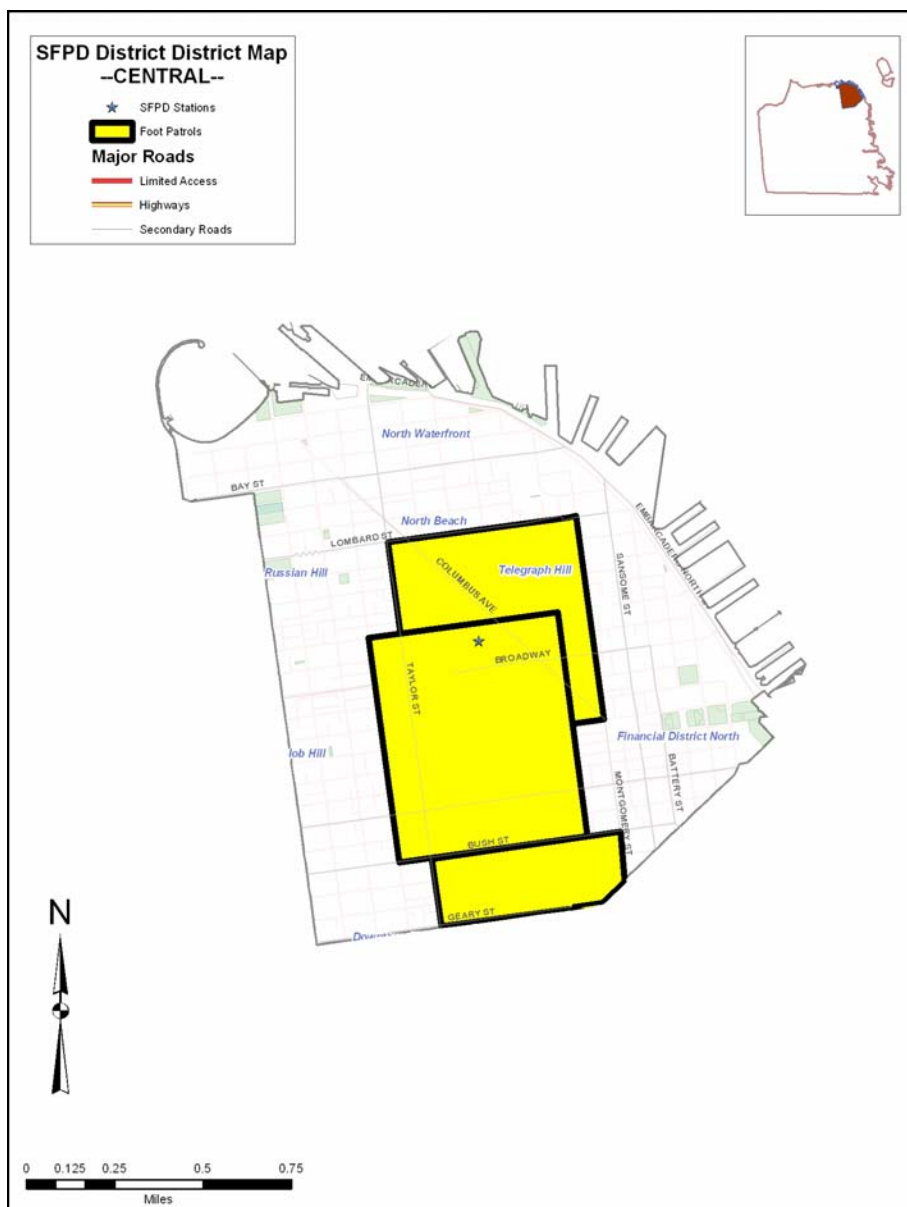 SFPD District District Map
--CENTRAL--
SFPD Stations
Foot Patrols
Major Roads
Limited Access
Highways
Secondary Roads
North Waterfront
BAY ST
North Beach
LOMBARD ST
Russian Hill
COLUMBUS AVE
Telegraph Hill
SANSOME ST
BROADWAY
TAYLOR ST
Financial District North
lob Hill
BATTERY ST
MONTGOMERY ST
BUSH ST
GEARY ST
N
0 0.125 0.25 0.5 0.75
Miles